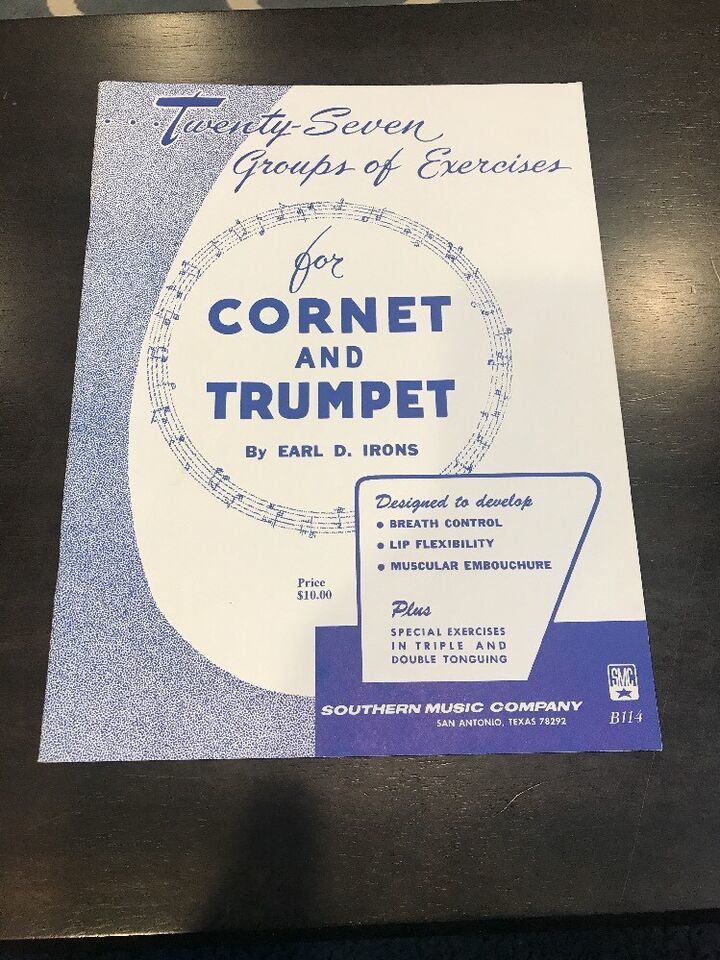 ...Twenty-Seven
Groups of Exercises
for
CORNET
AND
TRUMPET
By EARL D. IRONS
Designed to develop
• BREATH CONTROL
• LIP FLEXIBILITY
• MUSCULAR EMBOUCHURE
Price
$10.00
Plus
SPECIAL EXERCISES
IN TRIPLE AND
DOUBLE TONGUING
SMC
SOUTHERN MUSIC COMPANY
SAN ANTONIO, TEXAS 78292
B114